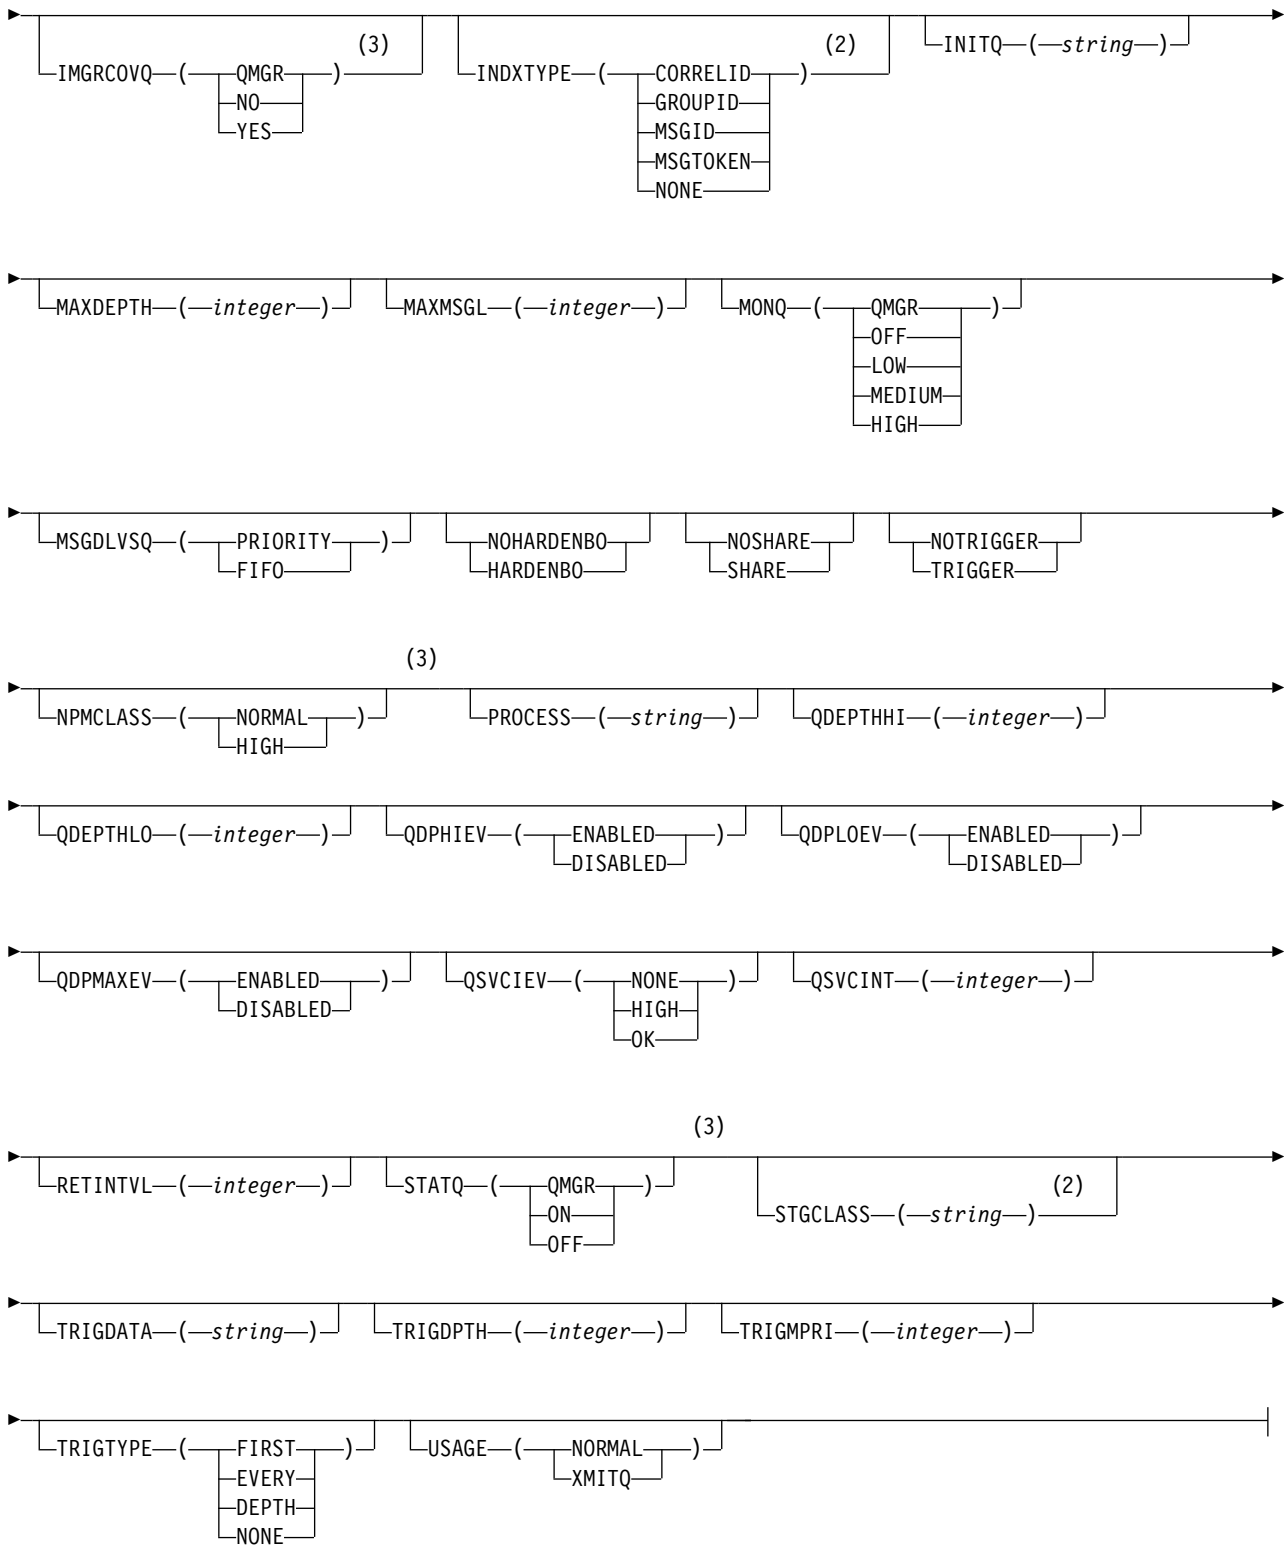 (3) (2)
INITQ ( string )
IMGRCOVQ ( QMGR ) INDXTYPE ( CORRELID )
NO GROUPID
YES MSGID
MSGTOKEN
NONE
MAXDEPTH ( integer ) MAXMSGL ( integer ) MONQ ( QMGR )
OFF
LOW
MEDIUM
HIGH
MSGDLVSQ ( PRIORITY ) NOHARDENBO NOSHARE NOTRIGGER
FIFO HARDENBO SHARE TRIGGER
(3)
NPMCLASS ( NORMAL ) PROCESS ( string ) QDEPTHHI ( integer )
HIGH
QDEPTHLO ( integer ) QDPHIEV ( ENABLED ) QDPLOEV ( ENABLED )
DISABLED DISABLED
QDPMAXEV ( ENABLED ) QSVCIEV ( NONE ) QSVCINT ( integer )
DISABLED HIGH
OK
(3)
RETINTVL ( integer ) STATQ ( QMGR ) (2)
ON STGCLASS ( string )
OFF
TRIGDATA ( string ) TRIGDPTH ( integer ) TRIGMPRI ( integer )
TRIGTYPE ( FIRST ) USAGE ( NORMAL )
EVERY XMITQ
DEPTH
NONE